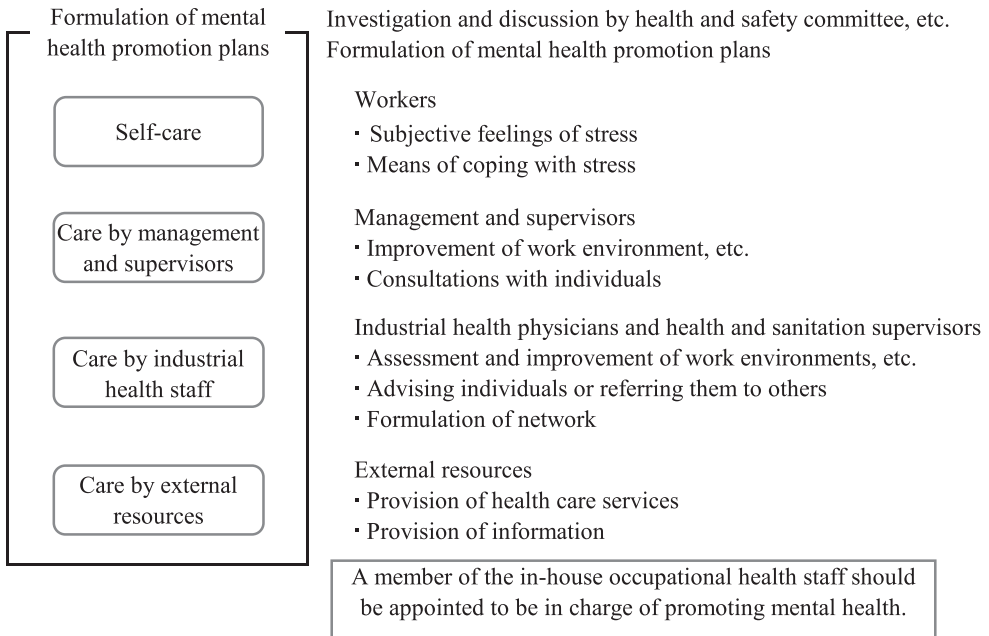 Formulation of mental
health promotion plans
Investigation and discussion by health and safety committee, etc.
Formulation of mental health promotion plans
Self-care
Workers
・ Subjective feelings of stress
・ Means of coping with stress
Care by management
and supervisors
Management and supervisors
・ Improvement of work environment, etc.
・ Consultations with individuals
Care by industrial
health staff
Industrial health physicians and health and sanitation supervisors
・ Assessment and improvement of work environments, etc.
・ Advising individuals or referring them to others
・ Formulation of network
Care by external
resources
External resources
・ Provision of health care services
・ Provision of information
A member of the in-house occupational health staff should
be appointed to be in charge of promoting mental health.